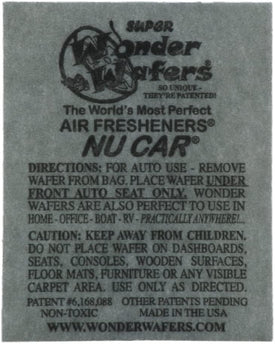 SUPER
Wonder
Wafers®
SO UNIQUE -
THEY'RE PATENTED!
The World's Most Perfect
AIR FRESHENERS®
NU CAR®
DIRECTIONS: FOR AUTO USE - REMOVE
WAFER FROM BAG. PLACE WAFER UNDER
FRONT AUTO SEAT ONLY. WONDER
WAFERS ARE ALSO PERFECT TO USE IN
HOME - OFFICE - BOAT - RV - PRACTICALLY ANYWHERE!...
CAUTION: KEEP AWAY FROM CHILDREN.
DO NOT PLACE WAFER ON DASHBOARDS,
SEATS, CONSOLES, WOODEN SURFACES,
FLOOR MATS, FURNITURE OR ANY VISIBLE
CARPET AREA. USE ONLY AS DIRECTED.
PATENT #6,168,088 OTHER PATENTS PENDING
NON-TOXIC MADE IN THE USA
WWW.WONDERWAFERS.COM